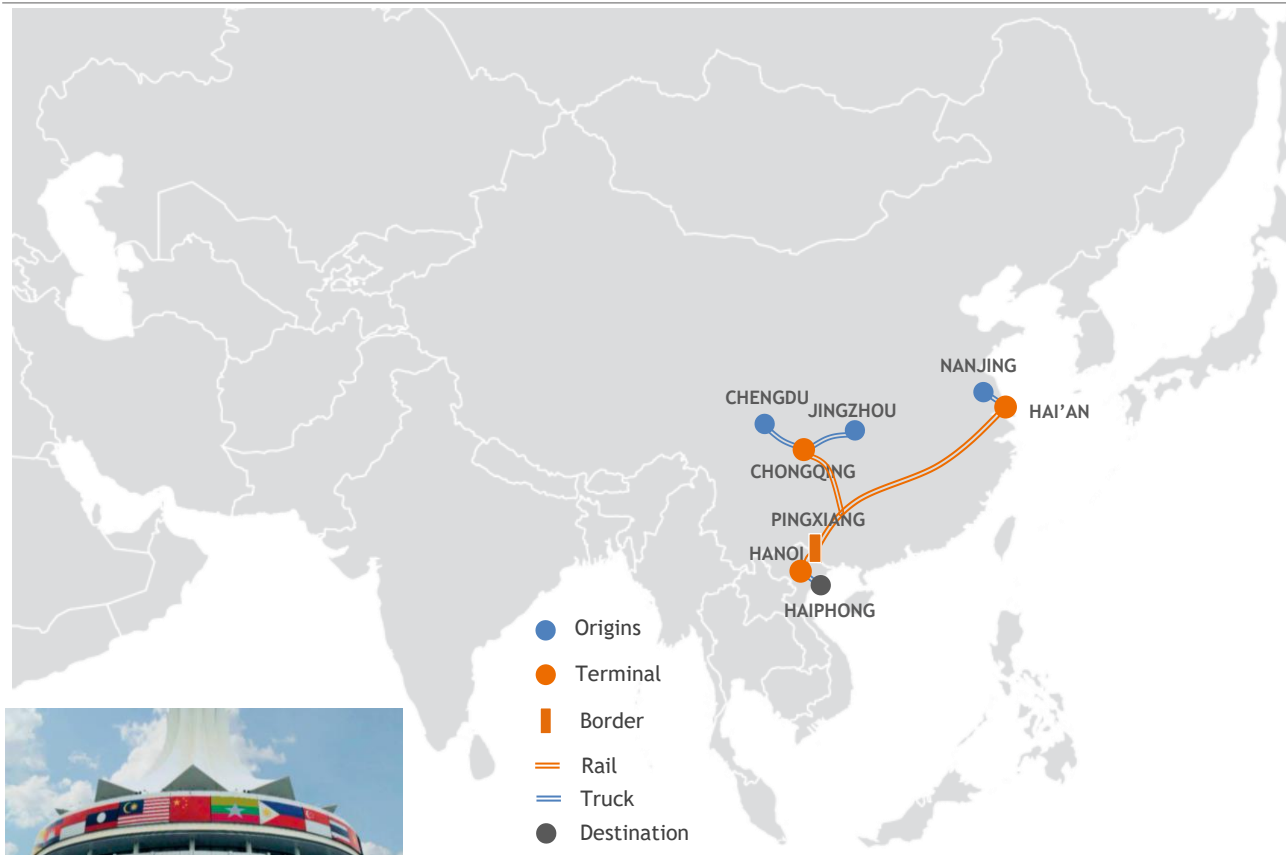 NANJING
CHENGDU
JINGZHOU
HAI’AN
CHONGQING
PINGXIANG
HANOI
HAIPHONG
Origins
Terminal
Border
Rail
Truck
Destination